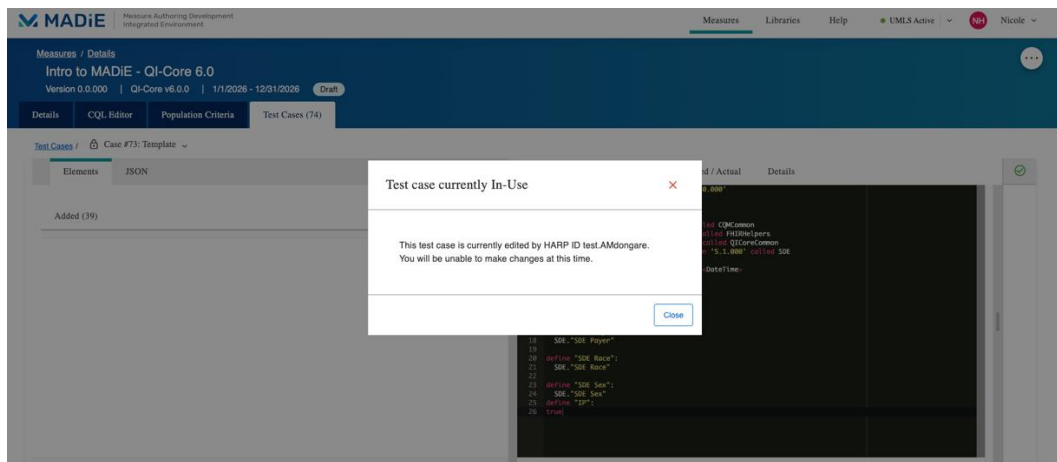 MADiE
Measure Authoring Development
Integrated Environment
Measures Libraries Help UMLS Active NH Nicole
Measures / Details
Intro to MADiE - QI-Core 6.0
Version 0.0.000 | QI-Core v6.0.0 | 1/1/2026 - 12/31/2026 Draft
Details CQL Editor Population Criteria Test Cases (74)
Test Cases / Case #73: Template
Elements JSON
/ Actual Details
Added (39)
Test case currently In-Use
This test case is currently edited by HARP ID test.AMdongare.
You will be unable to make changes at this time.
Close
CQMCommon
called FHIRHelpers
called QICoreCommon
'5.1.000' called SDE
<DateTime>
18 SDE."SDE Payer"
19
20 define "SDE Race":
21 SDE."SDE Race"
22
23 define "SDE Sex":
24 SDE."SDE Sex"
25 define "IP":
26 true